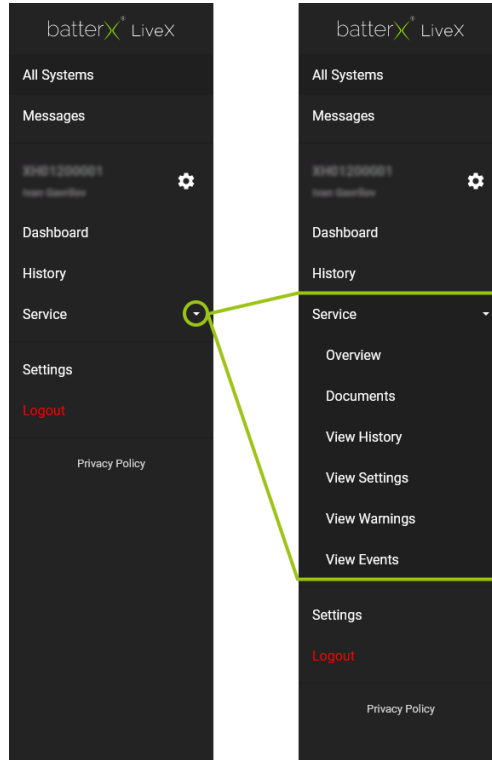 batterX® LiveX
All Systems
Messages
Dashboard
History
Service
Settings
Logout
Privacy Policy
batterX® LiveX
All Systems
Messages
Dashboard
History
Service
Overview
Documents
View History
View Settings
View Warnings
View Events
Settings
Logout
Privacy Policy